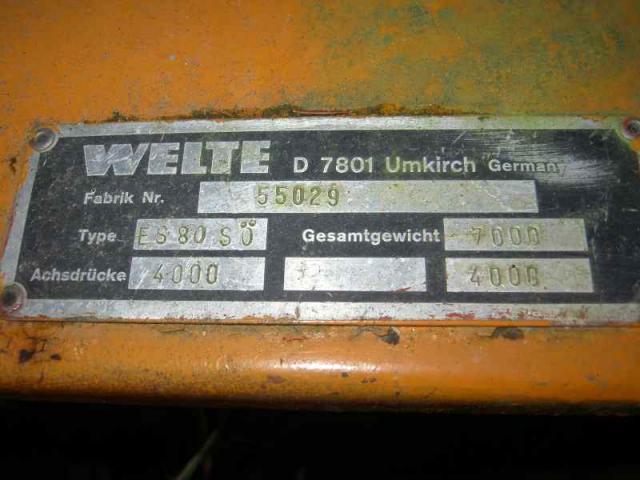 WELTE D 7801 Umkirch Germany
Fabrik Nr. 55029
Type ES 80 SÖ Gesamtgewicht 7000
Achsdrücke 4000 4000